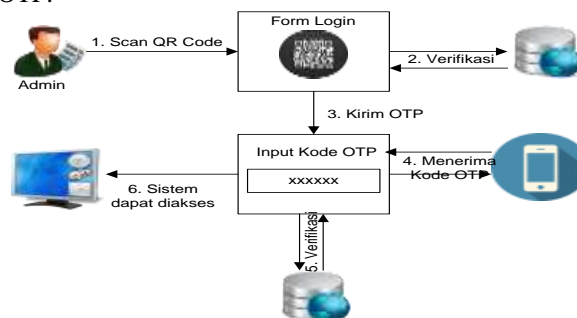 Form Login
1. Scan QR Code
2. Verifikasi
Admin
3. Kirim OTP
Input Kode OTP
xxxxxx
4. Menerima
Kode OTP
6. Sistem
dapat diakses
5. Verifikasi